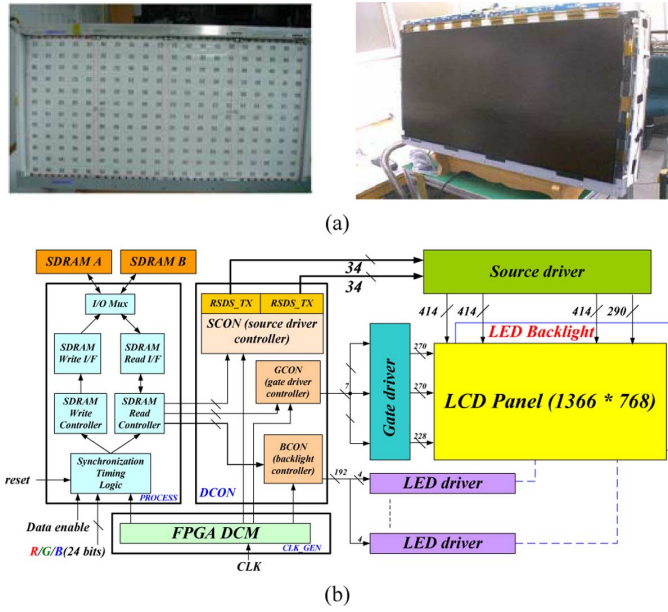 (a)
SDRAM A
SDRAM B
I/O Mux
SDRAM
Write I/F
SDRAM
Read I/F
SDRAM
Write
Controller
SDRAM
Read
Controller
Synchronization
Timing
Logic
PROCESS
reset
Data enable
R/G/B(24 bits)
RSDS_TX
RSDS_TX
SCON (source driver
controller)
GCON
(gate driver
controller)
BCON
(backlight
controller)
DCON
FPGA DCM
CLK_GEN
CLK
34
34
Source driver
414
414
414
290
LED Backlight
7
Gate driver
270
270
228
LCD Panel (1366 * 768)
192
4
LED driver
4
LED driver
(b)